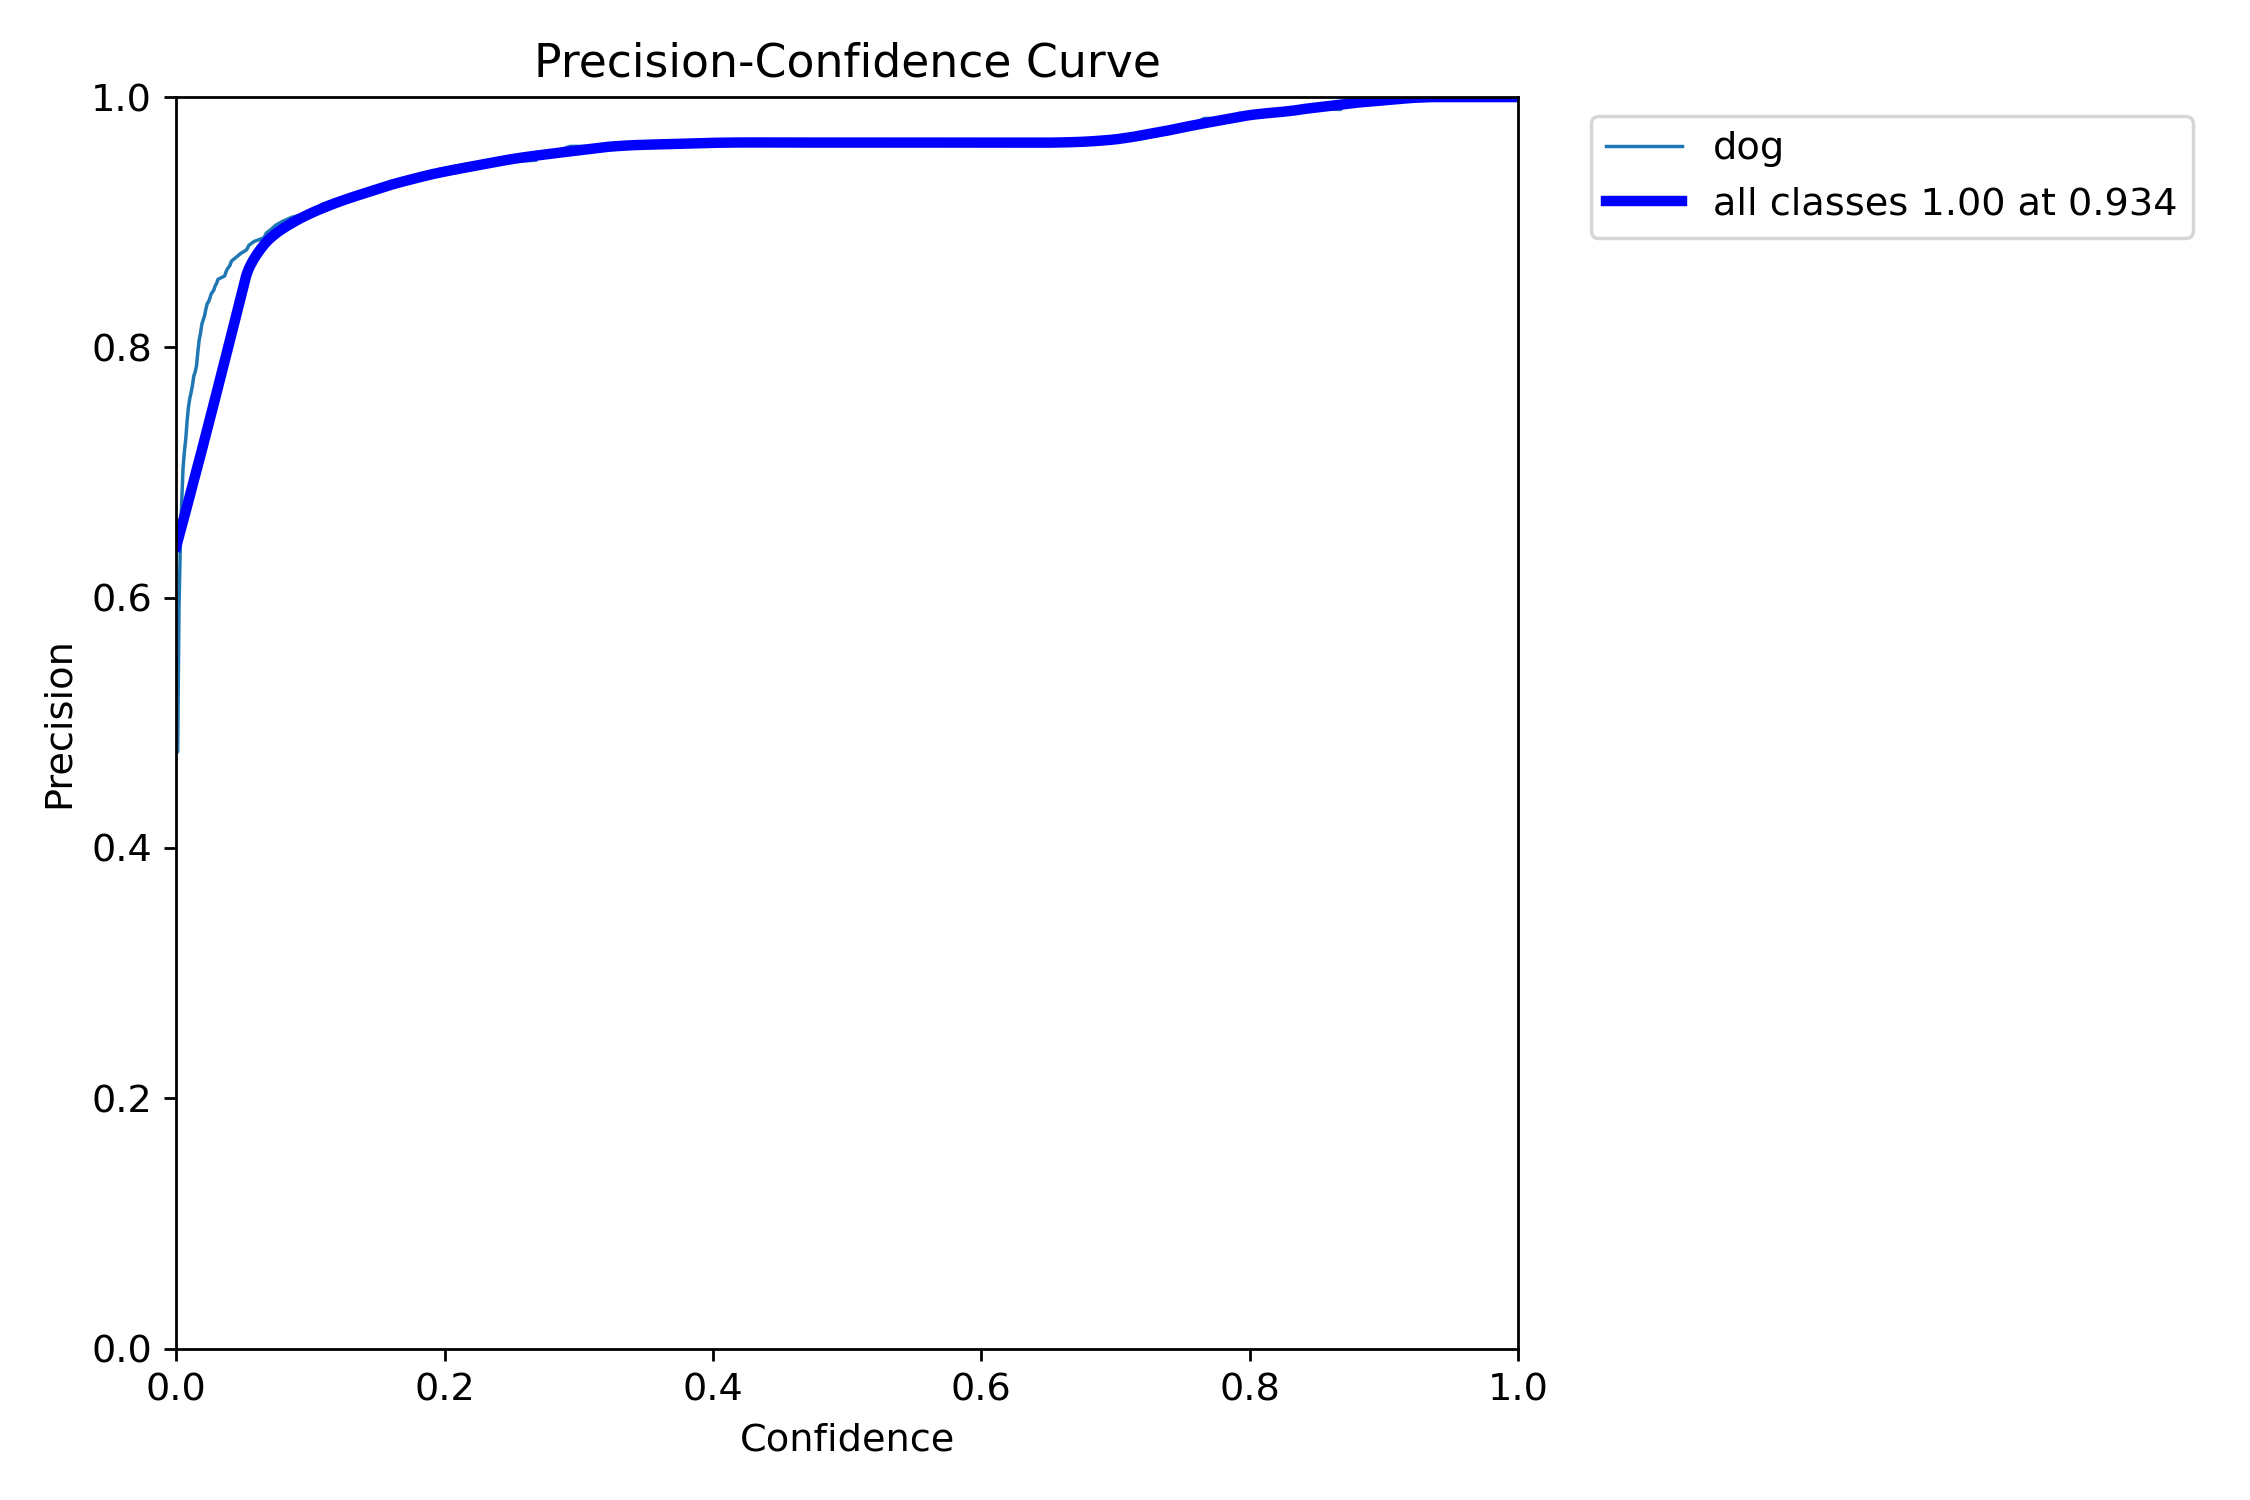 Precision-Confidence Curve
1.0
0.8
0.6
0.4
0.2
0.0
Precision
0.0 0.2 0.4 0.6 0.8 1.0
Confidence
dog
all classes 1.00 at 0.934